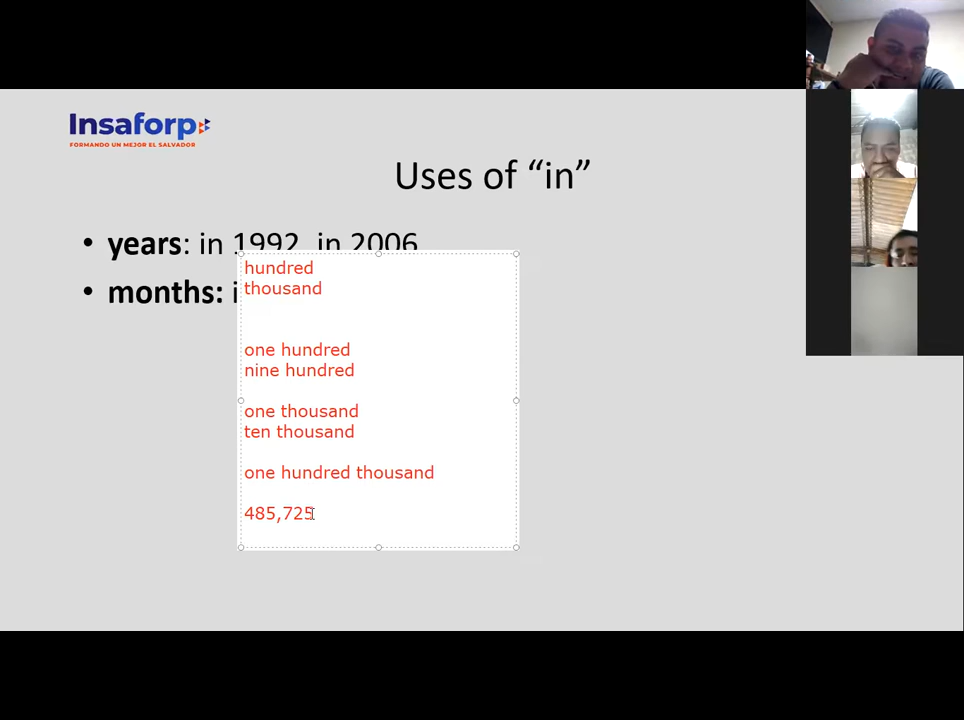 Insaforp
FORMANDO UN MEJOR EL SALVADOR
Uses of “in”
• years: in 1992, in 2006
• months: i
hundred
thousand
one hundred
nine hundred
one thousand
ten thousand
one hundred thousand
485,725